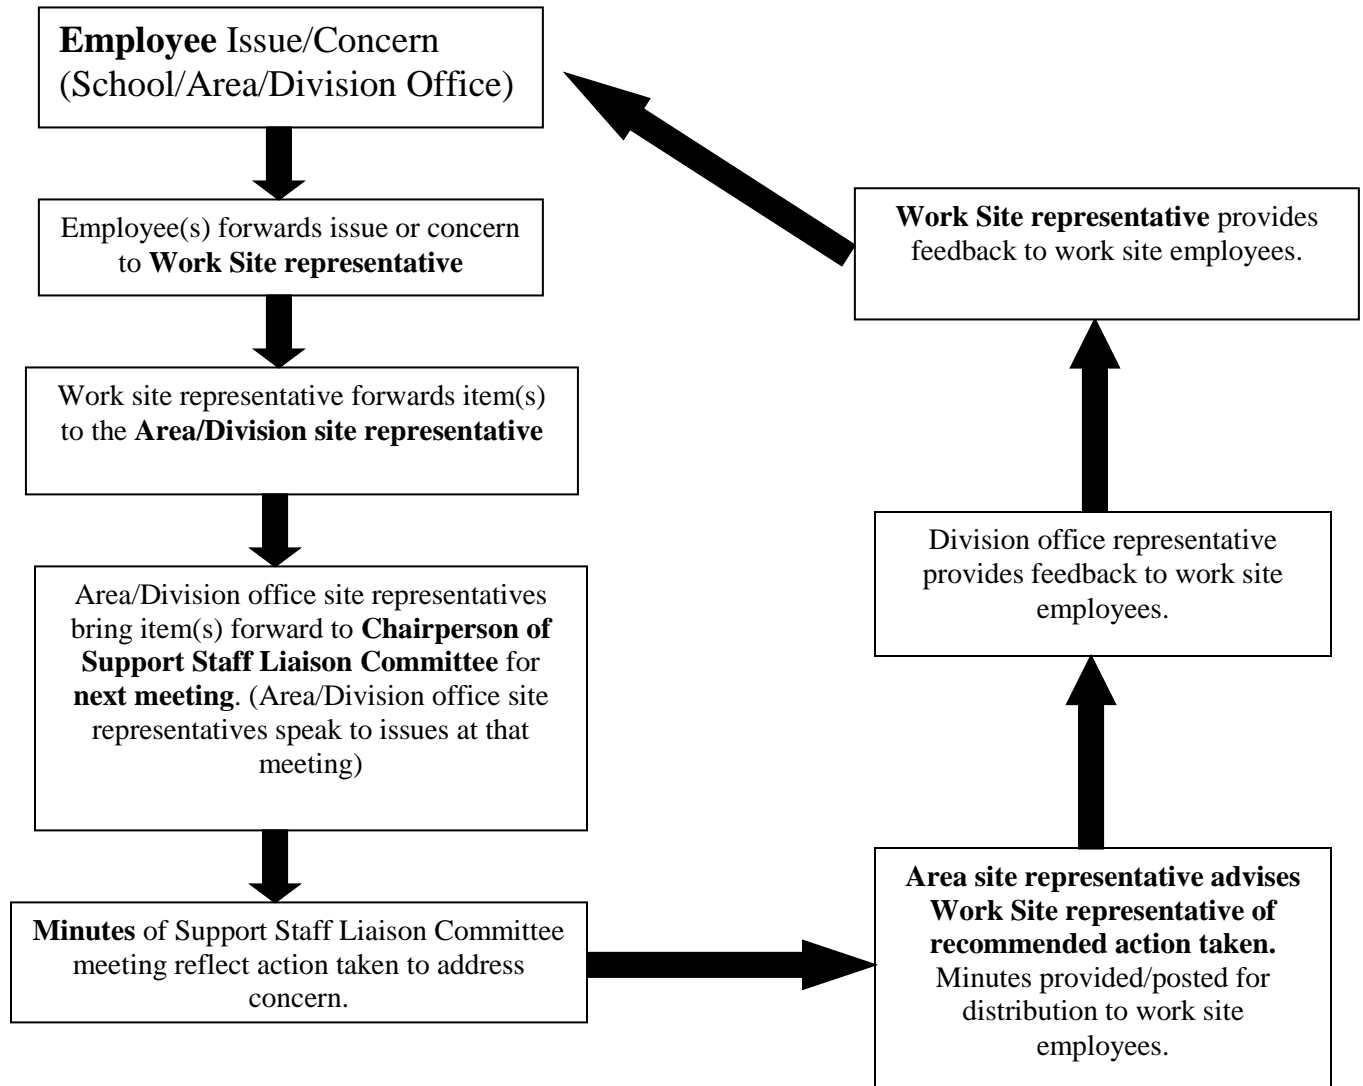 Employee Issue/Concern
(School/Area/Division Office)
Employee(s) forwards issue or concern
to Work Site representative
Work site representative forwards item(s)
to the Area/Division site representative
Area/Division office site representatives
bring item(s) forward to Chairperson of
Support Staff Liaison Committee for
next meeting. (Area/Division office site
representatives speak to issues at that
meeting)
Minutes of Support Staff Liaison Committee
meeting reflect action taken to address
concern.
Area site representative advises
Work Site representative of
recommended action taken.
Minutes provided/posted for
distribution to work site
employees.
Division office representative
provides feedback to work site
employees.
Work Site representative provides
feedback to work site employees.